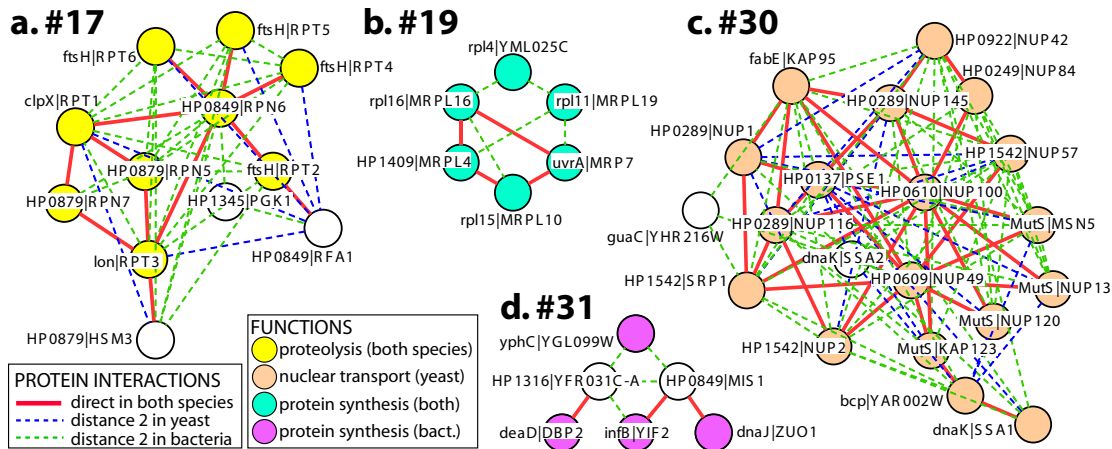 a. #17
ftsH|RPT5
ftsH|RPT6
ftsH|RPT4
clpX|RPT1
HP0849|RPN6
HP0879|RPN5
ftsH|RPT2
HP0879|RPN7
HP1345|PGK1
lon|RPT3
HP0849|RFA1
HP0879|HSM3
PROTEIN INTERACTIONS
direct in both species
distance 2 in yeast
distance 2 in bacteria
FUNCTIONS
proteolysis (both species)
nuclear transport (yeast)
protein synthesis (both)
protein synthesis (bact.)
b. #19
rpl4|YML025C
rpl16|MRPL16
rpl11|MRPL19
HP1409|MRPL4
uvrA|MRP7
rpl15|MRPL10
c. #30
HP0922|NUP42
fabE|KAP95
HP0249|NUP84
HP0289|NUP145
HP0289|NUP1
HP1542|NUP57
HP0137|PSE1
HP0610|NUP100
guaC|YHR216W
HP0289|NUP116
MutS|MSN5
dnaK|SSA2
HP1542|SRP1
HP0609|NUP49
MutS|NUP13
MutS|NUP120
HP1542|NUP2
MutS|KAP123
bcp|YAR002W
dnaK|SSA1
d. #31
yphC|YGL099W
HP1316|YFR031C-A
HP0849|MIS1
deaD|DBP2
infB|YIF2
dnaJ|ZUO1